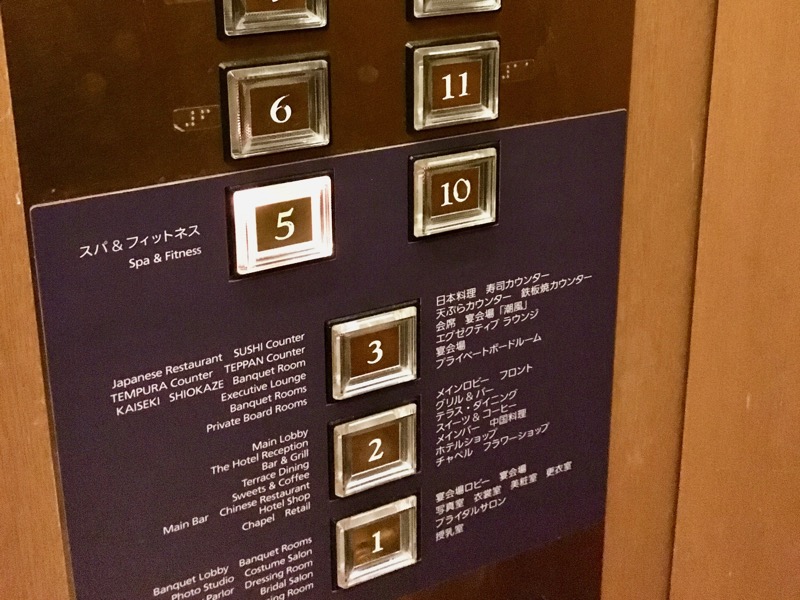 6
11
5
10
スパ & フィットネス
Spa & Fitness
3
Japanese Restaurant SUSHI Counter
TEMPURA Counter TEPPAN Counter
KAISEKI SHIOKAZE Banquet Room
Executive Lounge
Banquet Rooms
Private Board Rooms
日本料理 寿司カウンター
天ぷらカウンター 鉄板焼カウンター
会席 宴会場「潮風」
エグゼクティブ ラウンジ
宴会場
プライベートボードルーム
2
Main Lobby
The Hotel Reception
Bar & Grill
Terrace Dining
Sweets & Coffee
Main Bar Chinese Restaurant
Hotel Shop
Chapel Retail
メインロビー フロント
グリル & バー
テラス・ダイニング
スイーツ & コーヒー
メインバー 中国料理
ホテルショップ
チャペル フラワーショップ
1
Banquet Lobby Banquet Rooms
Photo Studio Costume Salon
Parlor Dressing Room
Bridal Salon
Room
宴会場ロビー 宴会場
写真室 衣裳室 美粧室 更衣室
ブライダルサロン
授乳室